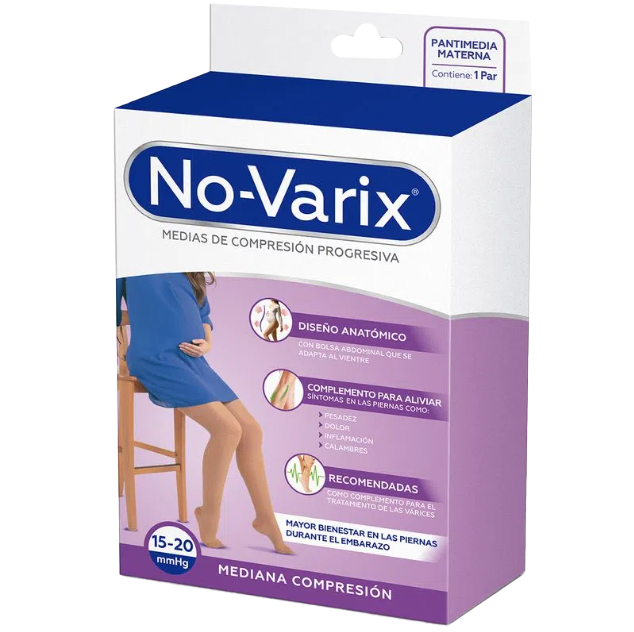 PANTIMEDIA
MATERNA
Contiene: 1 Par
No-Varix®
MEDIAS DE COMPRESIÓN PROGRESIVA
DISEÑO ANATÓMICO
CON BOLSA ABDOMINAL QUE SE
ADAPTA AL VIENTRE
COMPLEMENTO PARA ALIVIAR
SÍNTOMAS EN LAS PIERNAS COMO:
PESADEZ
DOLOR
INFLAMACIÓN
CALAMBRES
RECOMENDADAS
COMO COMPLEMENTO PARA EL
TRATAMIENTO DE LAS VÁRICES
MAYOR BIENESTAR EN LAS PIERNAS
DURANTE EL EMBARAZO
15-20
mmHg
MEDIANA COMPRESIÓN